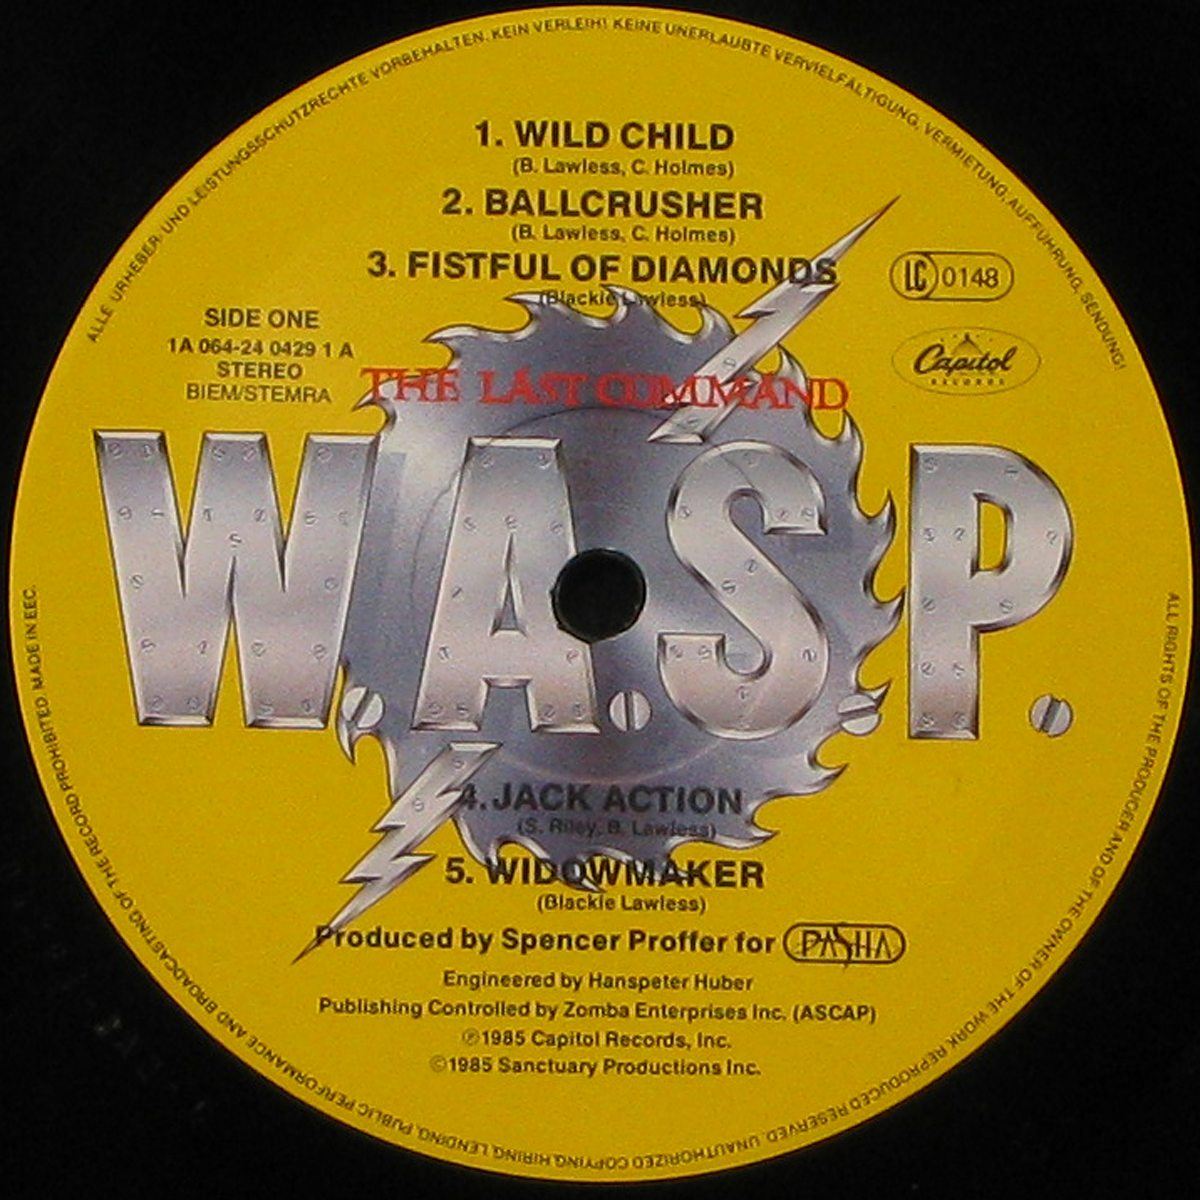 ALLE URHEBER- UND LEISTUNGSSCHUTZRECHTE VORBEHALTEN. KEIN VERLEIH! KEINE UNERLAUBTE VERVIELFÄLTIGUNG, VERMIETUNG, AUFFÜHRUNG, SENDUNG!
1. WILD CHILD
(B. Lawless, C. Holmes)
2. BALLCRUSHER
(B. Lawless, C. Holmes)
3. FISTFUL OF DIAMONDS
(Blackie Lawless)
SIDE ONE
1A 064-24 0429 1 A
STEREO
BIEM/STEMRA
LC 0148
Capitol
RECORDS
THE LAST COMMAND
W.A.S.P.
4. JACK ACTION
(S. Riley, B. Lawless)
5. WIDOWMAKER
(Blackie Lawless)
Produced by Spencer Proffer for PASHA
Engineered by Hanspeter Huber
Publishing Controlled by Zomba Enterprises Inc. (ASCAP)
℗1985 Capitol Records, Inc.
©1985 Sanctuary Productions Inc.
ALL RIGHTS OF THE PRODUCER AND OF THE OWNER OF THE WORK REPRODUCED RESERVED. UNAUTHORIZED COPYING, HIRING, LENDING, PUBLIC PERFORMANCE AND BROADCASTING OF THE RECORD PROHIBITED. MADE IN EEC.